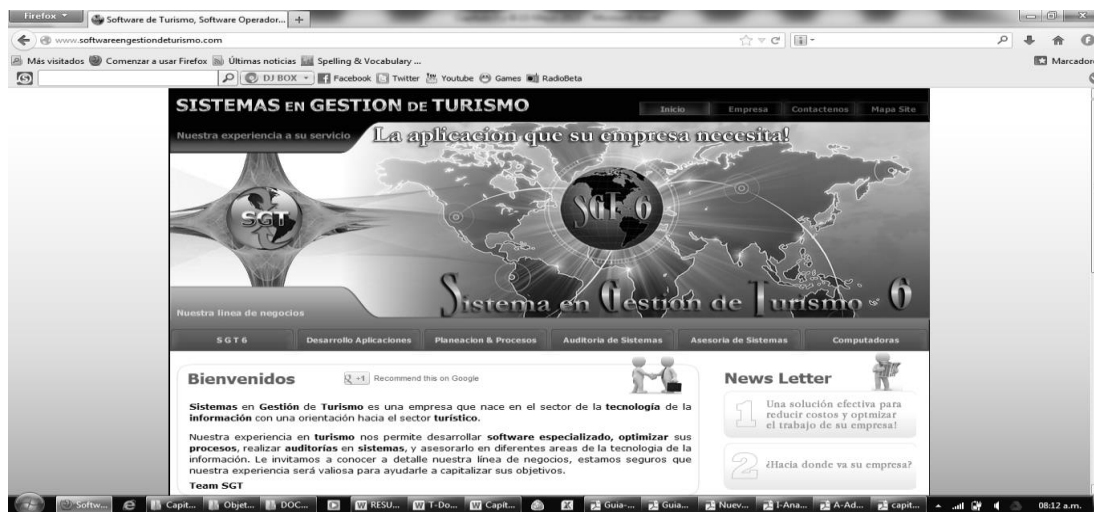 Firefox
Software de Turismo, Software Operador...
www.softwareengestiondeturismo.com
Más visitados Comenzar a usar Firefox Últimas noticias Spelling & Vocabulary ...
Marcadore
DJ BOX Facebook Twitter Youtube Games RadioBeta
SISTEMAS EN GESTION DE TURISMO
Inicio Empresa Contactenos Mapa Site
Nuestra experiencia a su servicio
La aplicacion que su empresa necesita!
SGT
SGT 6
Sistema en Gestión de Turismo - 6
Nuestra linea de negocios
SGT6 Desarrollo Aplicaciones Planeacion & Procesos Auditoria de Sistemas Asesoria de Sistemas Computadoras
Bienvenidos
+1 Recommend this on Google
Sistemas en Gestión de Turismo es una empresa que nace en el sector de la tecnología de la
información con una orientación hacia el sector turístico.
Nuestra experiencia en turismo nos permite desarrollar software especializado, optimizar sus
procesos, realizar auditorías en sistemas, y asesorarlo en diferentes areas de la tecnologia de la
información. Le invitamos a conocer a detalle nuestra línea de negocios, estamos seguros que
nuestra experiencia será valiosa para ayudarle a capitalizar sus objetivos.
Team SGT
News Letter
1 Una solución efectiva para
reducir costos y optmizar
el trabajo de su empresa!
2 ¿Hacia donde va su empresa?
Softw... Capit... Objet... DOC... RESU... T-Do... Capít... Guia-... Guia... Nuev... I-Ana... A-Ad... capit... 08:12 a.m.